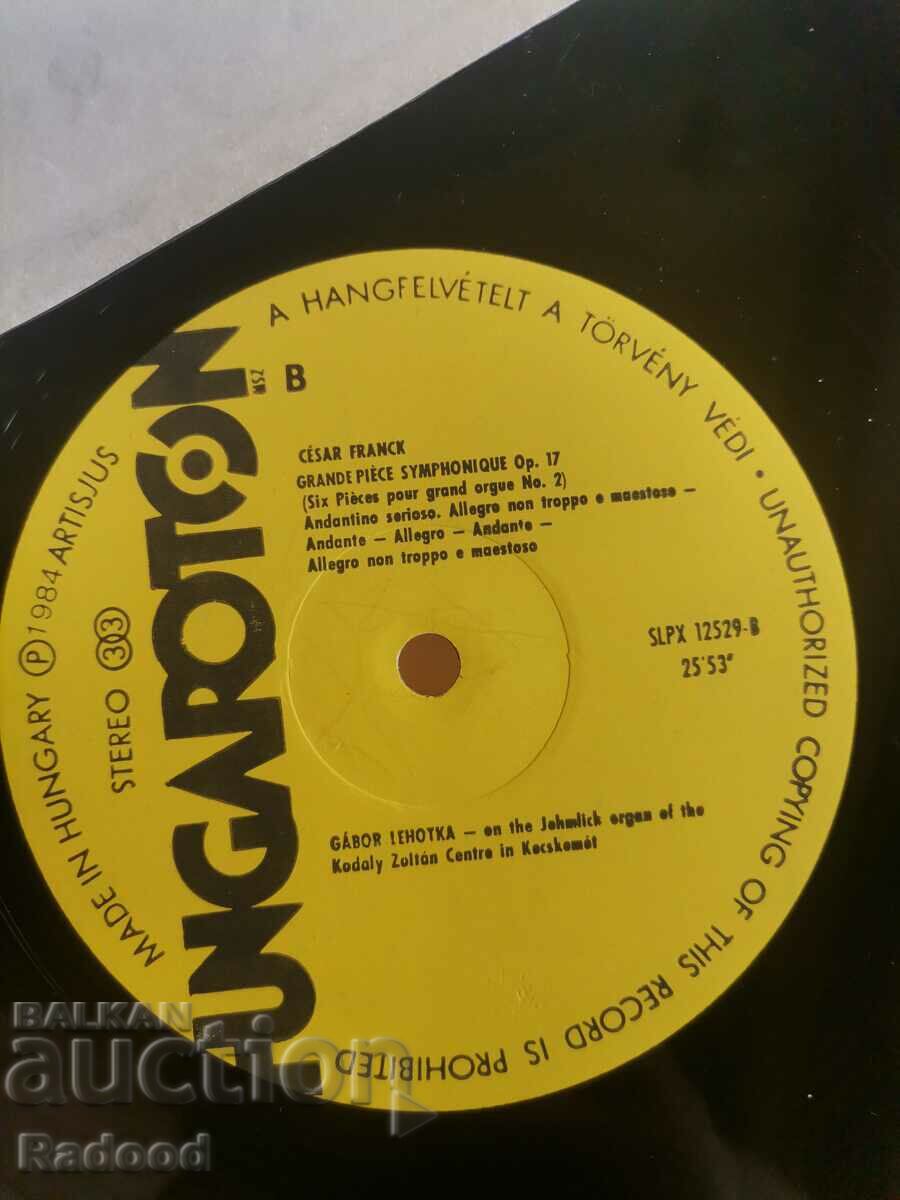 A HANGFELVÉTELT A TÖRVÉNY VÉDI • UNAUTHORIZED COPYING OF THIS RECORD IS PROHIBITED
MADE IN HUNGARY Ⓟ 1984 ARTISJUS
STEREO 33
HUNGAROTON
MSZ
B
CÉSAR FRANCK
GRANDE PIÈCE SYMPHONIQUE Op. 17
(Six Pièces pour grand orgue No. 2)
Andantino serioso. Allegro non troppo e maestoso –
Andante – Allegro – Andante –
Allegro non troppo e maestoso
SLPX 12529-B
25'53"
GÁBOR LEHOTKA – on the Jehmlick organ of the
Kodaly Zoltán Centre in Kecskemét
BALKAN
auction
Radood